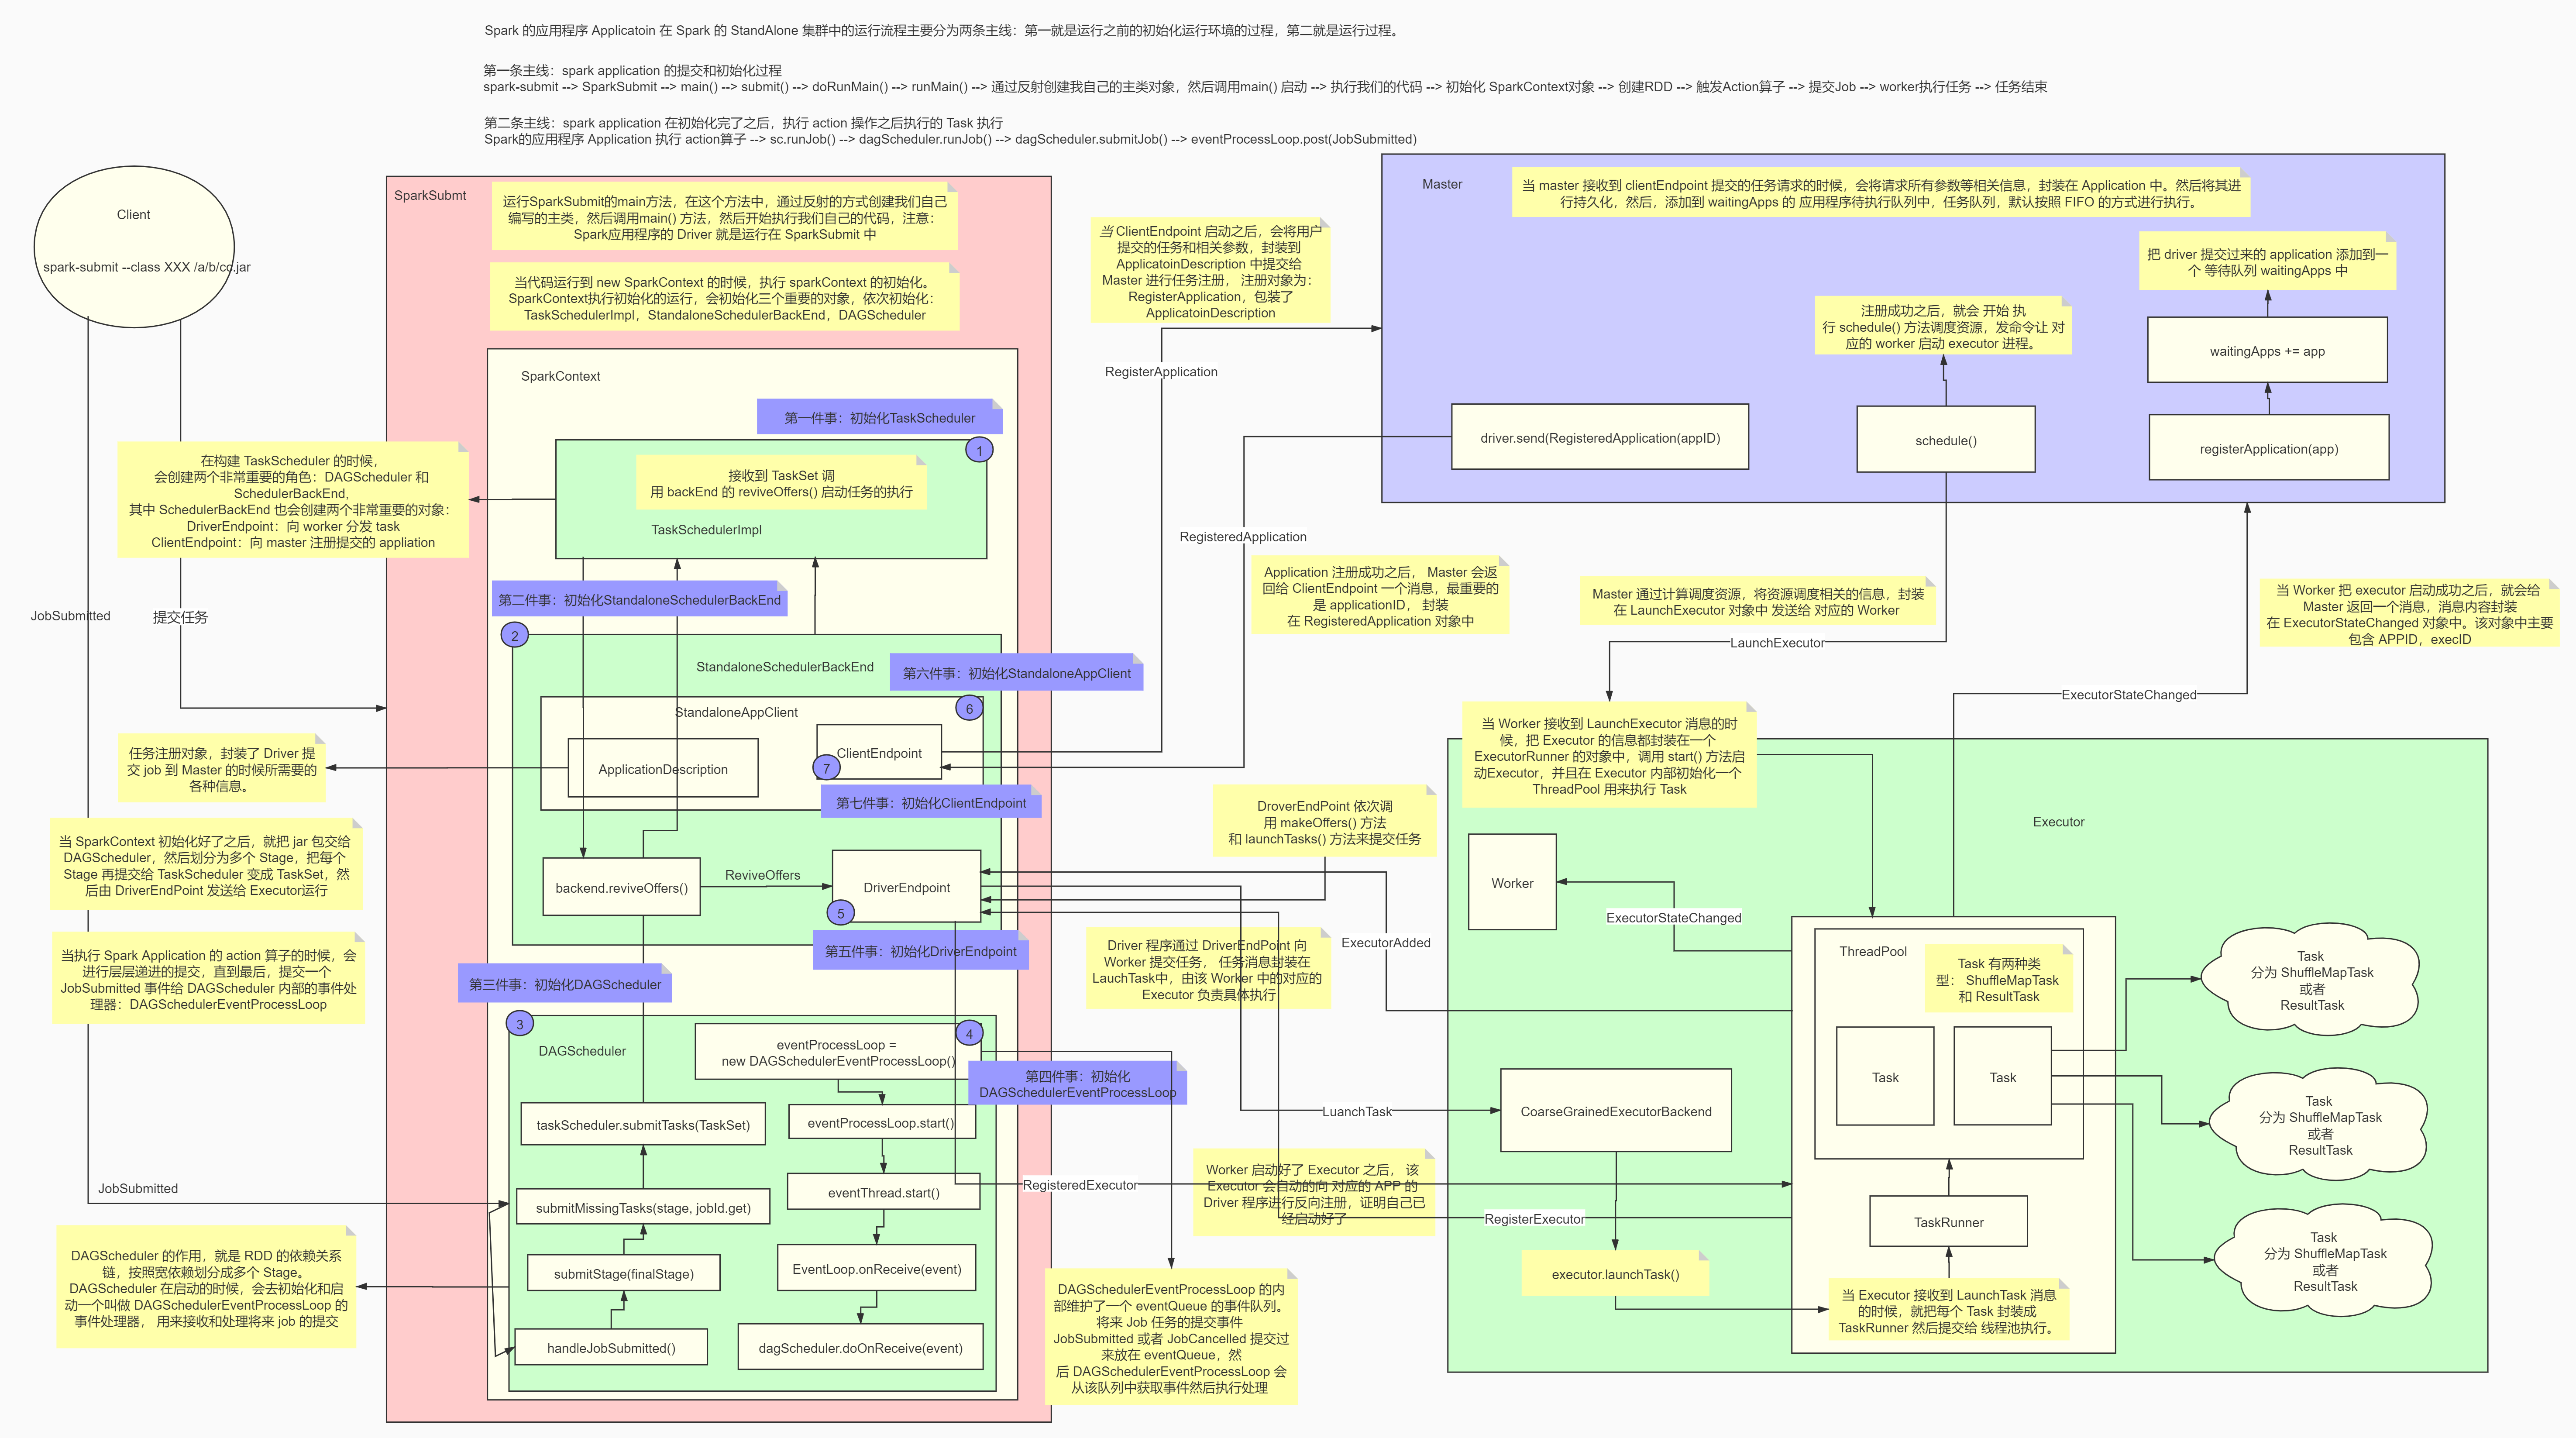 Spark 的应用程序 Applicatoin 在 Spark 的 StandAlone 集群中的运行流程主要分为两条主线：第一就是运行之前的初始化运行环境的过程，第二就是运行过程。
第一条主线：spark application 的提交和初始化过程
spark-submit --> SparkSubmit --> main() --> submit() --> doRunMain() --> runMain() --> 通过反射创建我自己的主类对象，然后调用main() 启动 --> 执行我们的代码 --> 初始化 SparkContext对象 --> 创建RDD --> 触发Action算子 --> 提交Job --> worker执行任务 --> 任务结束
第二条主线：spark application 在初始化完了之后，执行 action 操作之后执行的 Task 执行
Spark的应用程序 Application 执行 action算子 --> sc.runJob() --> dagScheduler.runJob() --> dagScheduler.submitJob() --> eventProcessLoop.post(JobSubmitted)
Client
spark-submit --class XXX /a/b/cc.jar
JobSubmitted
提交任务
在构建 TaskScheduler 的时候，
会创建两个非常重要的角色：DAGScheduler 和
SchedulerBackEnd,
其中 SchedulerBackEnd 也会创建两个非常重要的对象：
DriverEndpoint：向 worker 分发 task
ClientEndpoint：向 master 注册提交的 appliation
任务注册对象，封装了 Driver 提
交 job 到 Master 的时候所需要的
各种信息。
当 SparkContext 初始化好了之后，就把 jar 包交给
DAGScheduler，然后划分为多个 Stage，把每个
Stage 再提交给 TaskScheduler 变成 TaskSet，然
后由 DriverEndPoint 发送给 Executor运行
当执行 Spark Application 的 action 算子的时候，会
进行层层递进的提交，直到最后，提交一个
JobSubmitted 事件给 DAGScheduler 内部的事件处
理器：DAGSchedulerEventProcessLoop
JobSubmitted
DAGScheduler 的作用，就是 RDD 的依赖关系
链，按照宽依赖划分成多个 Stage。
DAGScheduler 在启动的时候，会去初始化和启
动一个叫做 DAGSchedulerEventProcessLoop 的
事件处理器， 用来接收和处理将来 job 的提交
SparkSubmt
运行SparkSubmit的main方法，在这个方法中，通过反射的方式创建我们自己
编写的主类，然后调用main() 方法，然后开始执行我们自己的代码，注意：
Spark应用程序的 Driver 就是运行在 SparkSubmit 中
当代码运行到 new SparkContext 的时候，执行 sparkContext 的初始化。
SparkContext执行初始化的运行，会初始化三个重要的对象，依次初始化：
TaskSchedulerImpl，StandaloneSchedulerBackEnd，DAGScheduler
SparkContext
第一件事：初始化TaskScheduler
1
接收到 TaskSet 调
用 backEnd 的 reviveOffers() 启动任务的执行
TaskSchedulerImpl
第二件事：初始化StandaloneSchedulerBackEnd
2
StandaloneSchedulerBackEnd
第六件事：初始化StandaloneAppClient
StandaloneAppClient
6
ApplicationDescription
ClientEndpoint
7
第七件事：初始化ClientEndpoint
backend.reviveOffers()
ReviveOffers
DriverEndpoint
5
第五件事：初始化DriverEndpoint
第三件事：初始化DAGScheduler
3
DAGScheduler
4
eventProcessLoop =
new DAGSchedulerEventProcessLoop()
第四件事：初始化
DAGSchedulerEventProcessLoop
taskScheduler.submitTasks(TaskSet)
eventProcessLoop.start()
submitMissingTasks(stage, jobId.get)
eventThread.start()
submitStage(finalStage)
EventLoop.onReceive(event)
handleJobSubmitted()
dagScheduler.doOnReceive(event)
当 ClientEndpoint 启动之后，会将用户
提交的任务和相关参数，封装到
ApplicatoinDescription 中提交给
Master 进行任务注册， 注册对象为：
RegisterApplication，包装了
ApplicatoinDescription
RegisterApplication
RegisteredApplication
Application 注册成功之后， Master 会返
回给 ClientEndpoint 一个消息，最重要的
是 applicationID， 封装
在 RegisteredApplication 对象中
DroverEndPoint 依次调
用 makeOffers() 方法
和 launchTasks() 方法来提交任务
ExecutorAdded
Driver 程序通过 DriverEndPoint 向
Worker 提交任务， 任务消息封装在
LauchTask中，由该 Worker 中的对应的
Executor 负责具体执行
LuanchTask
Worker 启动好了 Executor 之后， 该
Executor 会自动的向 对应的 APP 的
Driver 程序进行反向注册，证明自己已
经启动好了
RegisteredExecutor
RegisterExecutor
DAGSchedulerEventProcessLoop 的内
部维护了一个 eventQueue 的事件队列。
将来 Job 任务的提交事件
JobSubmitted 或者 JobCancelled 提交过
来放在 eventQueue，然
后 DAGSchedulerEventProcessLoop 会
从该队列中获取事件然后执行处理
Master
当 master 接收到 clientEndpoint 提交的任务请求的时候，会将请求所有参数等相关信息，封装在 Application 中。然后将其进
行持久化，然后，添加到 waitingApps 的 应用程序待执行队列中，任务队列，默认按照 FIFO 的方式进行执行。
把 driver 提交过来的 application 添加到一
个 等待队列 waitingApps 中
注册成功之后，就会 开始 执
行 schedule() 方法调度资源，发命令让 对
应的 worker 启动 executor 进程。
waitingApps += app
driver.send(RegisteredApplication(appID)
schedule()
registerApplication(app)
Master 通过计算调度资源，将资源调度相关的信息，封装
在 LaunchExecutor 对象中 发送给 对应的 Worker
LaunchExecutor
当 Worker 把 executor 启动成功之后，就会给
Master 返回一个消息，消息内容封装
在 ExecutorStateChanged 对象中。该对象中主要
包含 APPID，execID
ExecutorStateChanged
当 Worker 接收到 LaunchExecutor 消息的时
候，把 Executor 的信息都封装在一个
ExecutorRunner 的对象中，调用 start() 方法启
动Executor，并且在 Executor 内部初始化一个
ThreadPool 用来执行 Task
Executor
Worker
ExecutorStateChanged
ThreadPool
Task 有两种类
型： ShuffleMapTask
和 ResultTask
Task
Task
Task
分为 ShuffleMapTask
或者
ResultTask
Task
分为 ShuffleMapTask
或者
ResultTask
Task
分为 ShuffleMapTask
或者
ResultTask
CoarseGrainedExecutorBackend
TaskRunner
executor.launchTask()
当 Executor 接收到 LaunchTask 消息
的时候，就把每个 Task 封装成
TaskRunner 然后提交给 线程池执行。